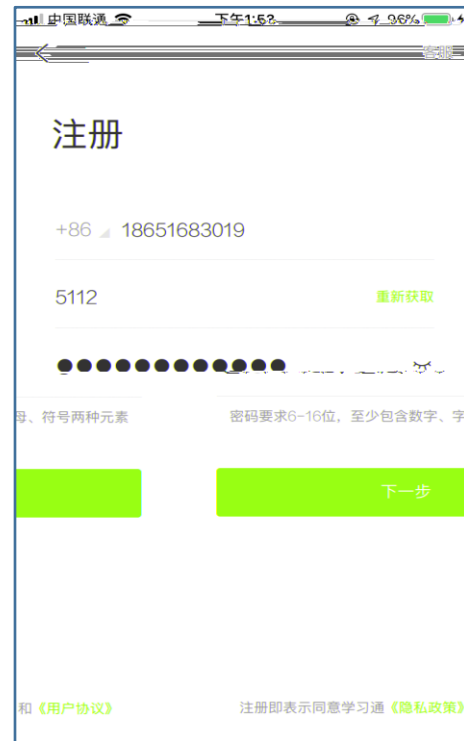 中国联通 下午1:52 96%
客服
注册
+86 18651683019
5112 重新获取
母、符号两种元素 密码要求6-16位，至少包含数字、字
下一步
和《用户协议》 注册即表示同意学习通《隐私政策》